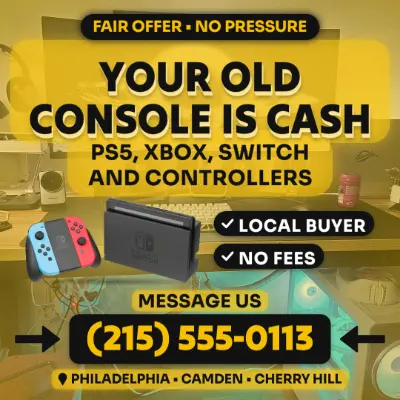 FAIR OFFER • NO PRESSURE
YOUR OLD
CONSOLE IS CASH
PS5, XBOX, SWITCH
AND CONTROLLERS
LOCAL BUYER
NO FEES
MESSAGE US
(215) 555-0113
PHILADELPHIA • CAMDEN • CHERRY HILL